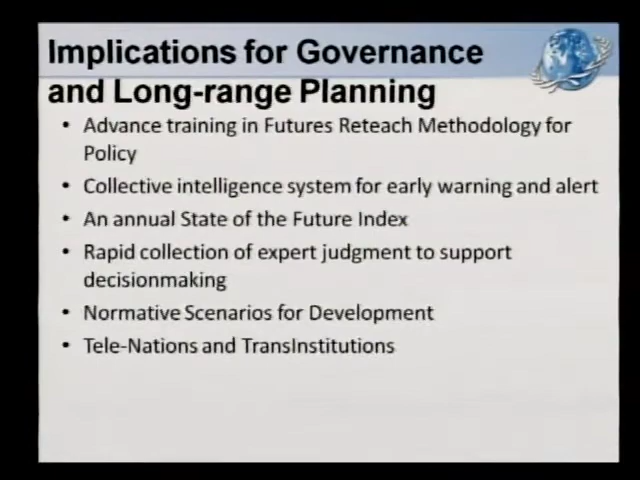 Implications for Governance
and Long-range Planning
• Advance training in Futures Reteach Methodology for
Policy
• Collective intelligence system for early warning and alert
• An annual State of the Future Index
• Rapid collection of expert judgment to support
decisionmaking
• Normative Scenarios for Development
• Tele-Nations and TransInstitutions